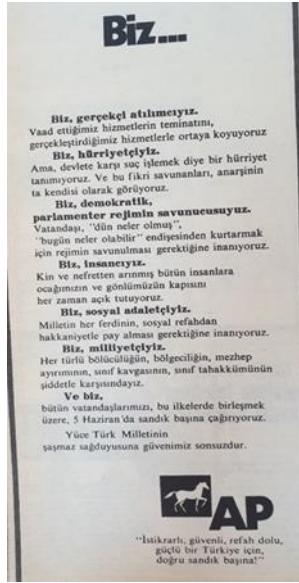 Biz...
Biz, gerçekçi atılımcıyız.
Vaad ettiğimiz hizmetlerin teminatını,
gerçekleştirdiğimiz hizmetlerle ortaya koyuyoruz
Biz, hürriyetçiyiz.
Ama, devlete karşı suç işlemek diye bir hürriyet
tanımıyoruz. Ve bu fikri savunanları, anarşinin
ta kendisi olarak görüyoruz.
Biz, demokratik,
parlamenter rejimin savunucusuyuz.
Vatandaşı, "dün neler olmuş",
"bugün neler olabilir" endişesinden kurtarmak
için rejimin savunulması gerektiğine inanıyoruz.
Biz, insancıyız.
Kin ve nefretten arınmış bütün insanlara
ocağımızın ve gönlümüzün kapısını
her zaman açık tutuyoruz.
Biz, sosyal adaletçiyiz.
Milletin her ferdinin, sosyal refahdan
hakkaniyetle pay alması gerektiğine inanıyoruz.
Biz, milliyetçiyiz.
Her türlü bölücülüğün, bölgeciliğin, mezhep
ayırımının, sınıf kavgasının, sınıf tahakkümünün
şiddetle karşısındayız.
Ve biz,
bütün vatandaşlarımızı, bu ilkelerde birleşmek
üzere, 5 Haziran'da sandık başına çağırıyoruz.
Yüce Türk Milletinin
şaşmaz sağduyusuna güvenimiz sonsuzdur.
AP
"İstikrarlı, güvenli, refah dolu,
güçlü bir Türkiye için,
doğru sandık başına!"